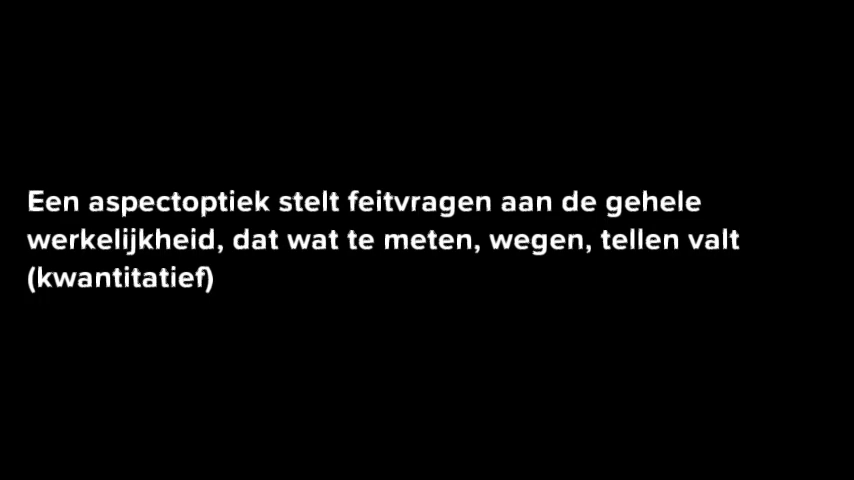 Een aspectoptiek stelt feitvragen aan de gehele
werkelijkheid, dat wat te meten, wegen, tellen valt
(kwantitatief)